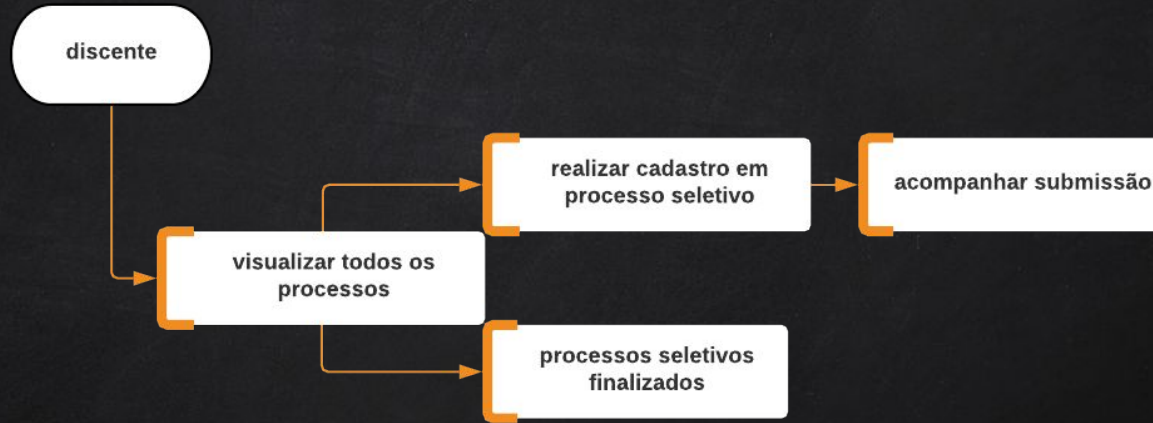 discente
realizar cadastro em
processo seletivo
acompanhar submissão
visualizar todos os
processos
processos seletivos
finalizados